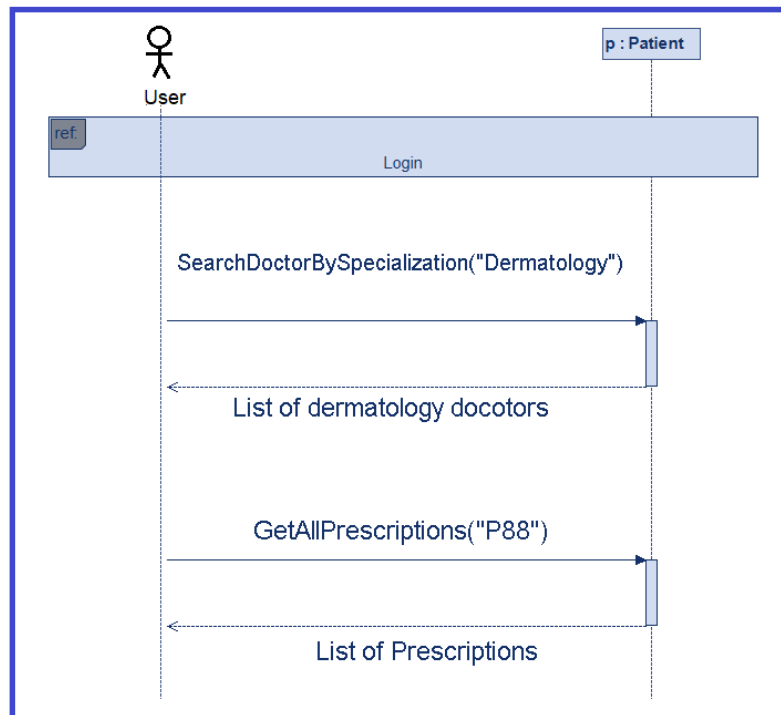 p : Patient
User
ref:
Login
SearchDoctorBySpecialization("Dermatology")
List of dermatology docotors
GetAllPrescriptions("P88")
List of Prescriptions